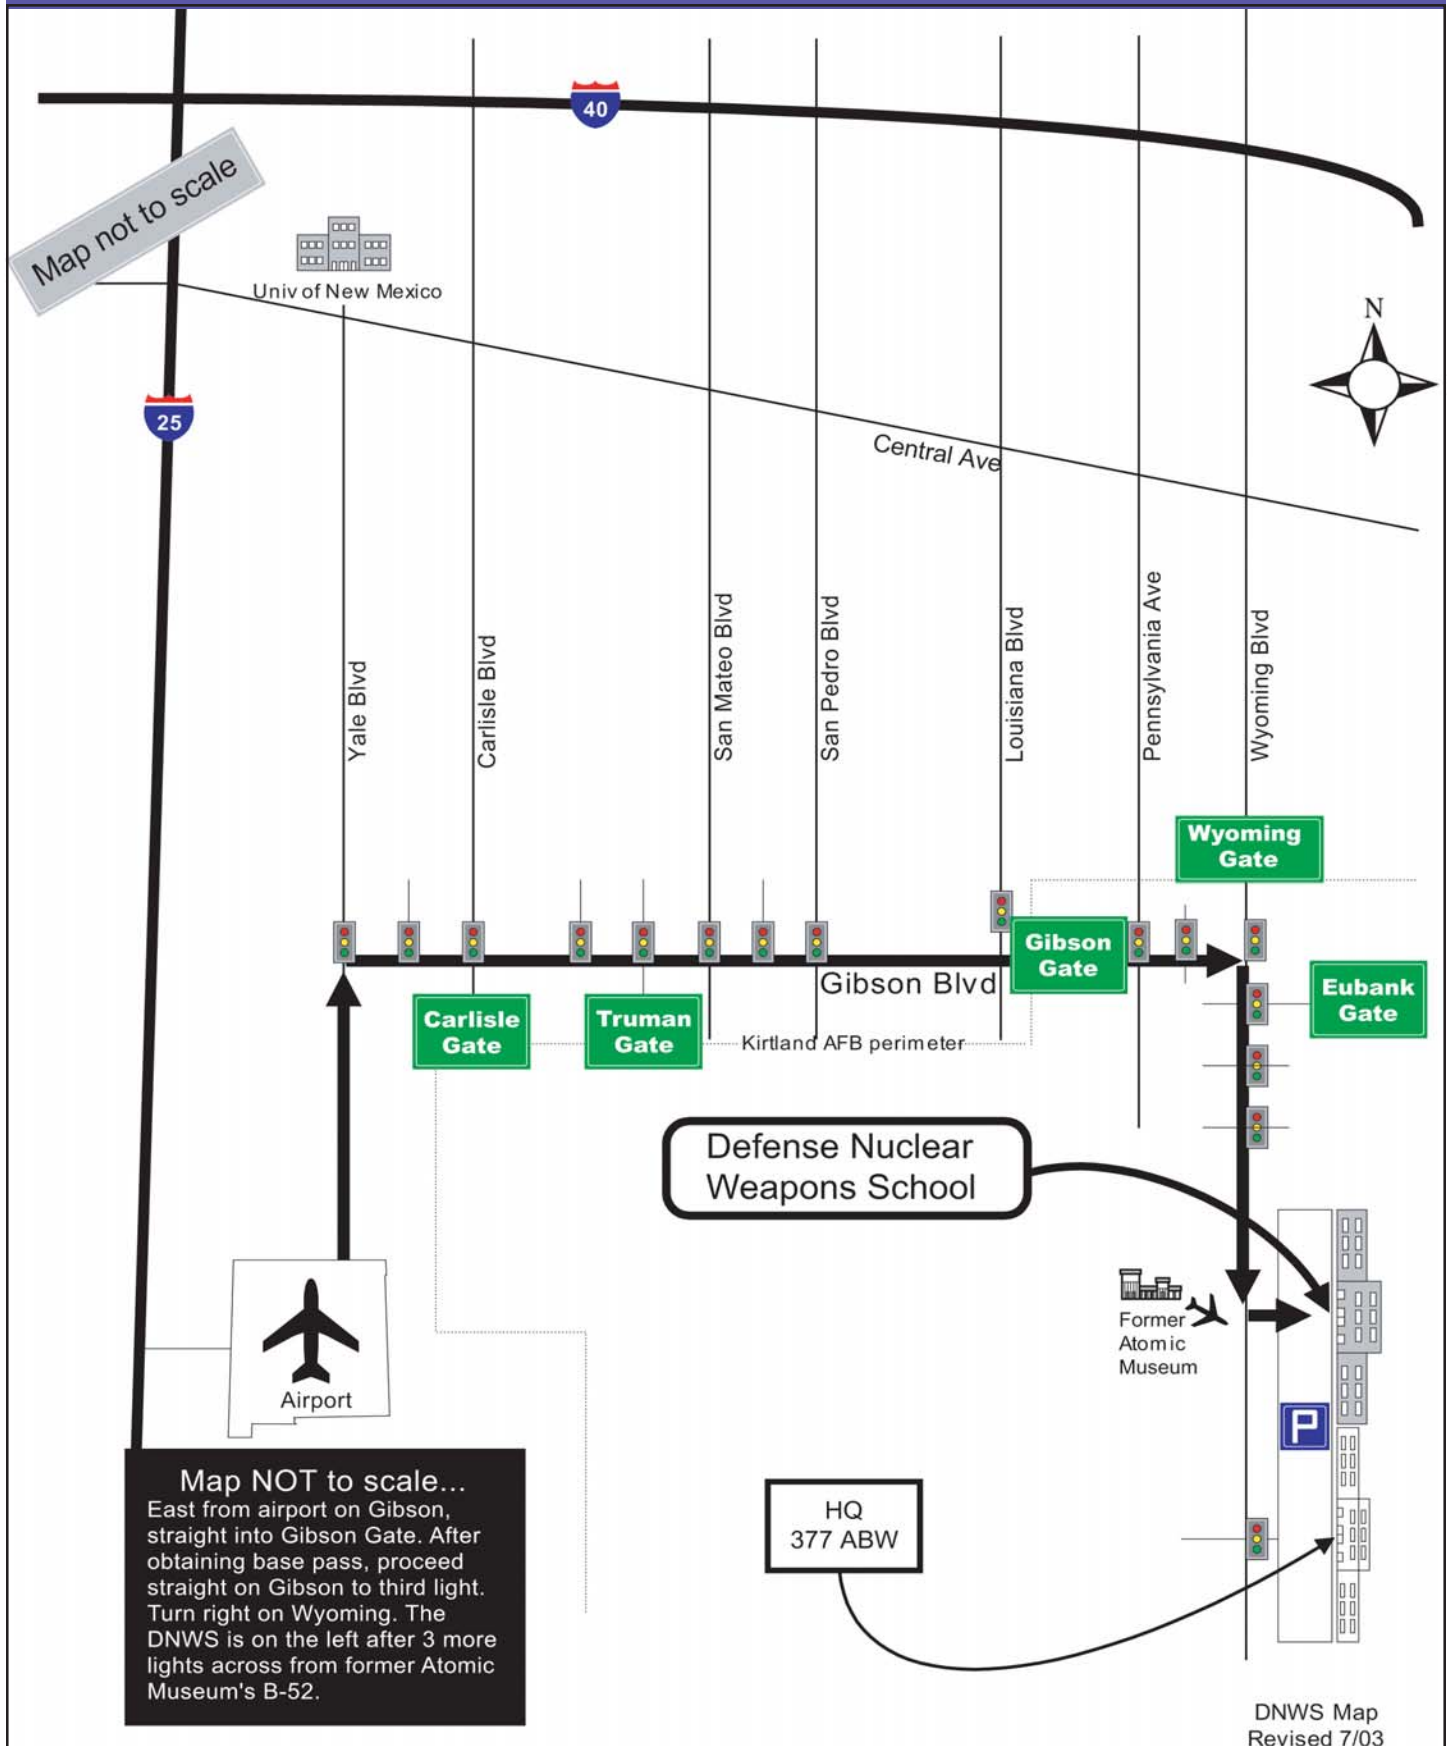 40
Map not to scale
Univ of New Mexico
N
25
Central Ave
Yale Blvd
Carlisle Blvd
San Mateo Blvd
San Pedro Blvd
Louisiana Blvd
Pennsylvania Ave
Wyoming Blvd
Wyoming
Gate
Gibson
Gate
Gibson Blvd
Eubank
Gate
Carlisle
Gate
Truman
Gate
Kirtland AFB perimeter
Defense Nuclear
Weapons School
Former
Atomic
Museum
Airport
P
Map NOT to scale...
East from airport on Gibson,
straight into Gibson Gate. After
obtaining base pass, proceed
straight on Gibson to third light.
Turn right on Wyoming. The
DNWS is on the left after 3 more
lights across from former Atomic
Museum's B-52.
HQ
377 ABW
DNWS Map
Revised 7/03